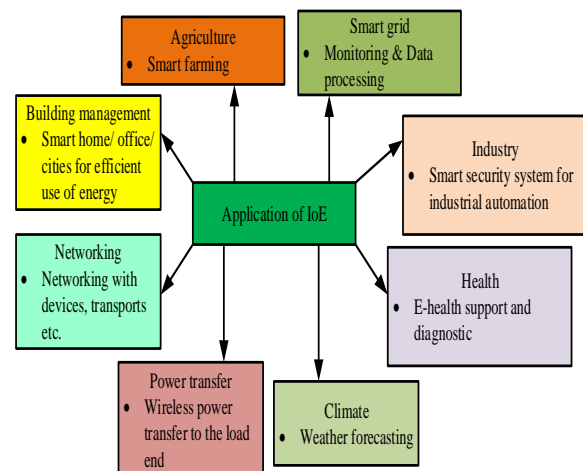 Agriculture
• Smart farming
Smart grid
• Monitoring & Data
processing
Building management
• Smart home/ office/
cities for efficient
use of energy
Industry
• Smart security system for
industrial automation
Application of IoE
Networking
• Networking with
devices, transports
etc.
Health
• E-health support and
diagnostic
Power transfer
• Wireless power
transfer to the load
end
Climate
• Weather forecasting